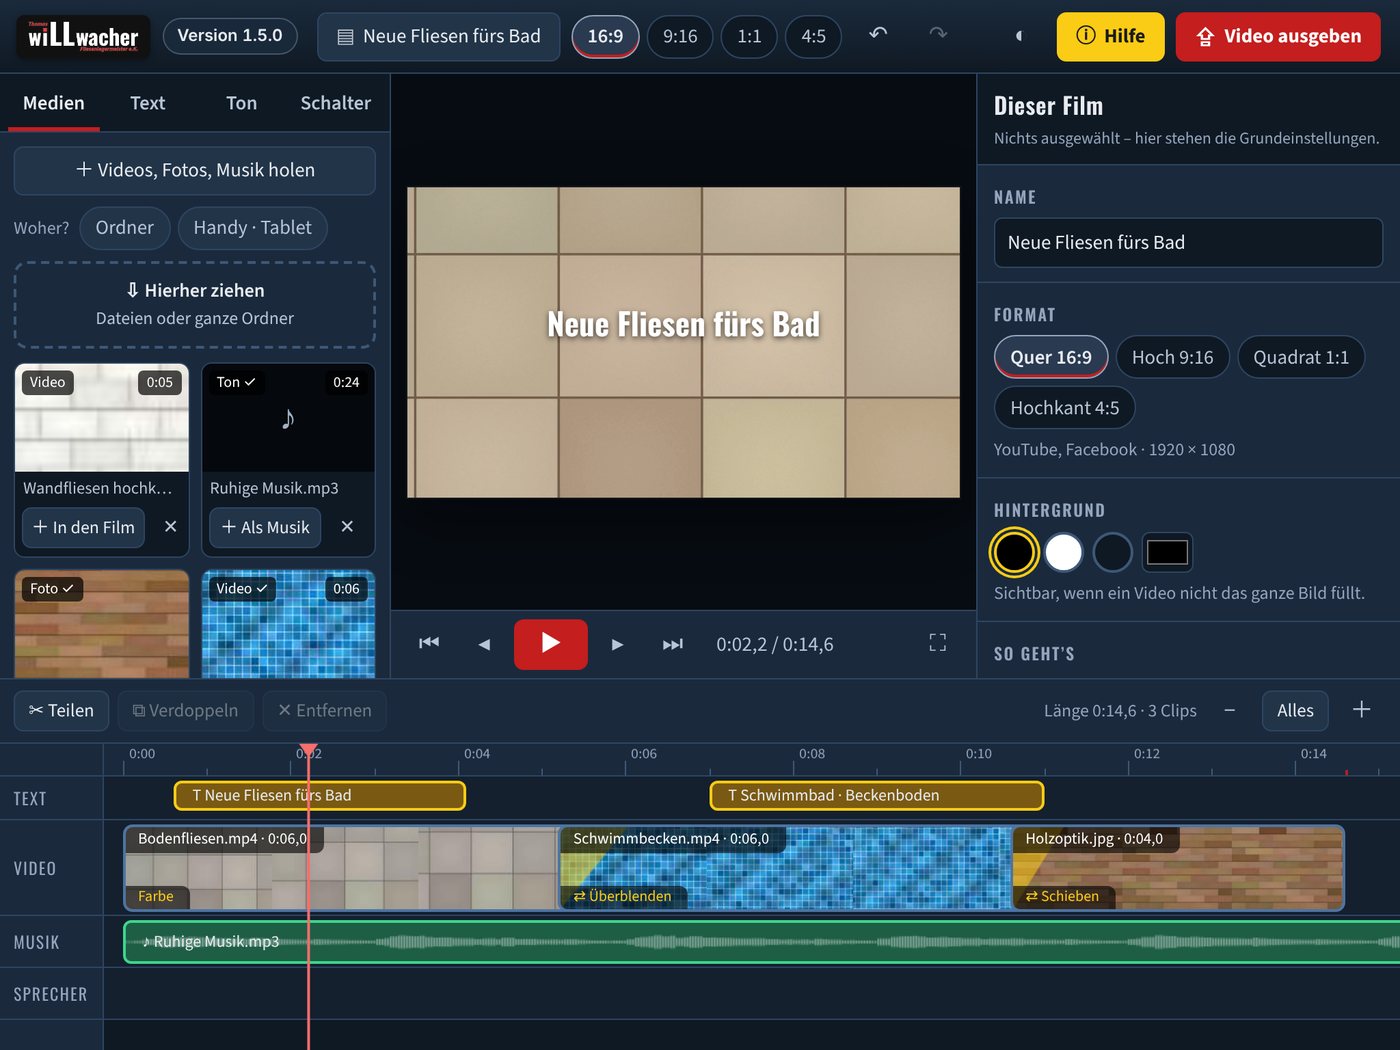 Thomas
wiLLwacher
Fliesenlegermeister e.K.
Version 1.5.0
Neue Fliesen fürs Bad
16:9
9:16
1:1
4:5
Hilfe
Video ausgeben
Medien
Text
Ton
Schalter
+ Videos, Fotos, Musik holen
Woher?
Ordner
Handy · Tablet
⇩ Hierher ziehen
Dateien oder ganze Ordner
Video
0:05
Wandfliesen hochk…
+ In den Film
✕
Ton ✓
0:24
♪
Ruhige Musik.mp3
+ Als Musik
✕
Foto ✓
Video ✓
0:06
Neue Fliesen fürs Bad
0:02,2 / 0:14,6
Dieser Film
Nichts ausgewählt – hier stehen die Grundeinstellungen.
NAME
Neue Fliesen fürs Bad
FORMAT
Quer 16:9
Hoch 9:16
Quadrat 1:1
Hochkant 4:5
YouTube, Facebook · 1920 × 1080
HINTERGRUND
Sichtbar, wenn ein Video nicht das ganze Bild füllt.
SO GEHT'S
✂ Teilen
⧉ Verdoppeln
✕ Entfernen
Länge 0:14,6 · 3 Clips
−
Alles
+
0:00
0:02
0:04
0:06
0:08
0:10
0:12
0:14
TEXT
T Neue Fliesen fürs Bad
T Schwimmbad · Beckenboden
VIDEO
Bodenfliesen.mp4 · 0:06,0
Farbe
Schwimmbecken.mp4 · 0:06,0
⇄ Überblenden
Holzoptik.jpg · 0:04,0
⇄ Schieben
MUSIK
♪ Ruhige Musik.mp3
SPRECHER